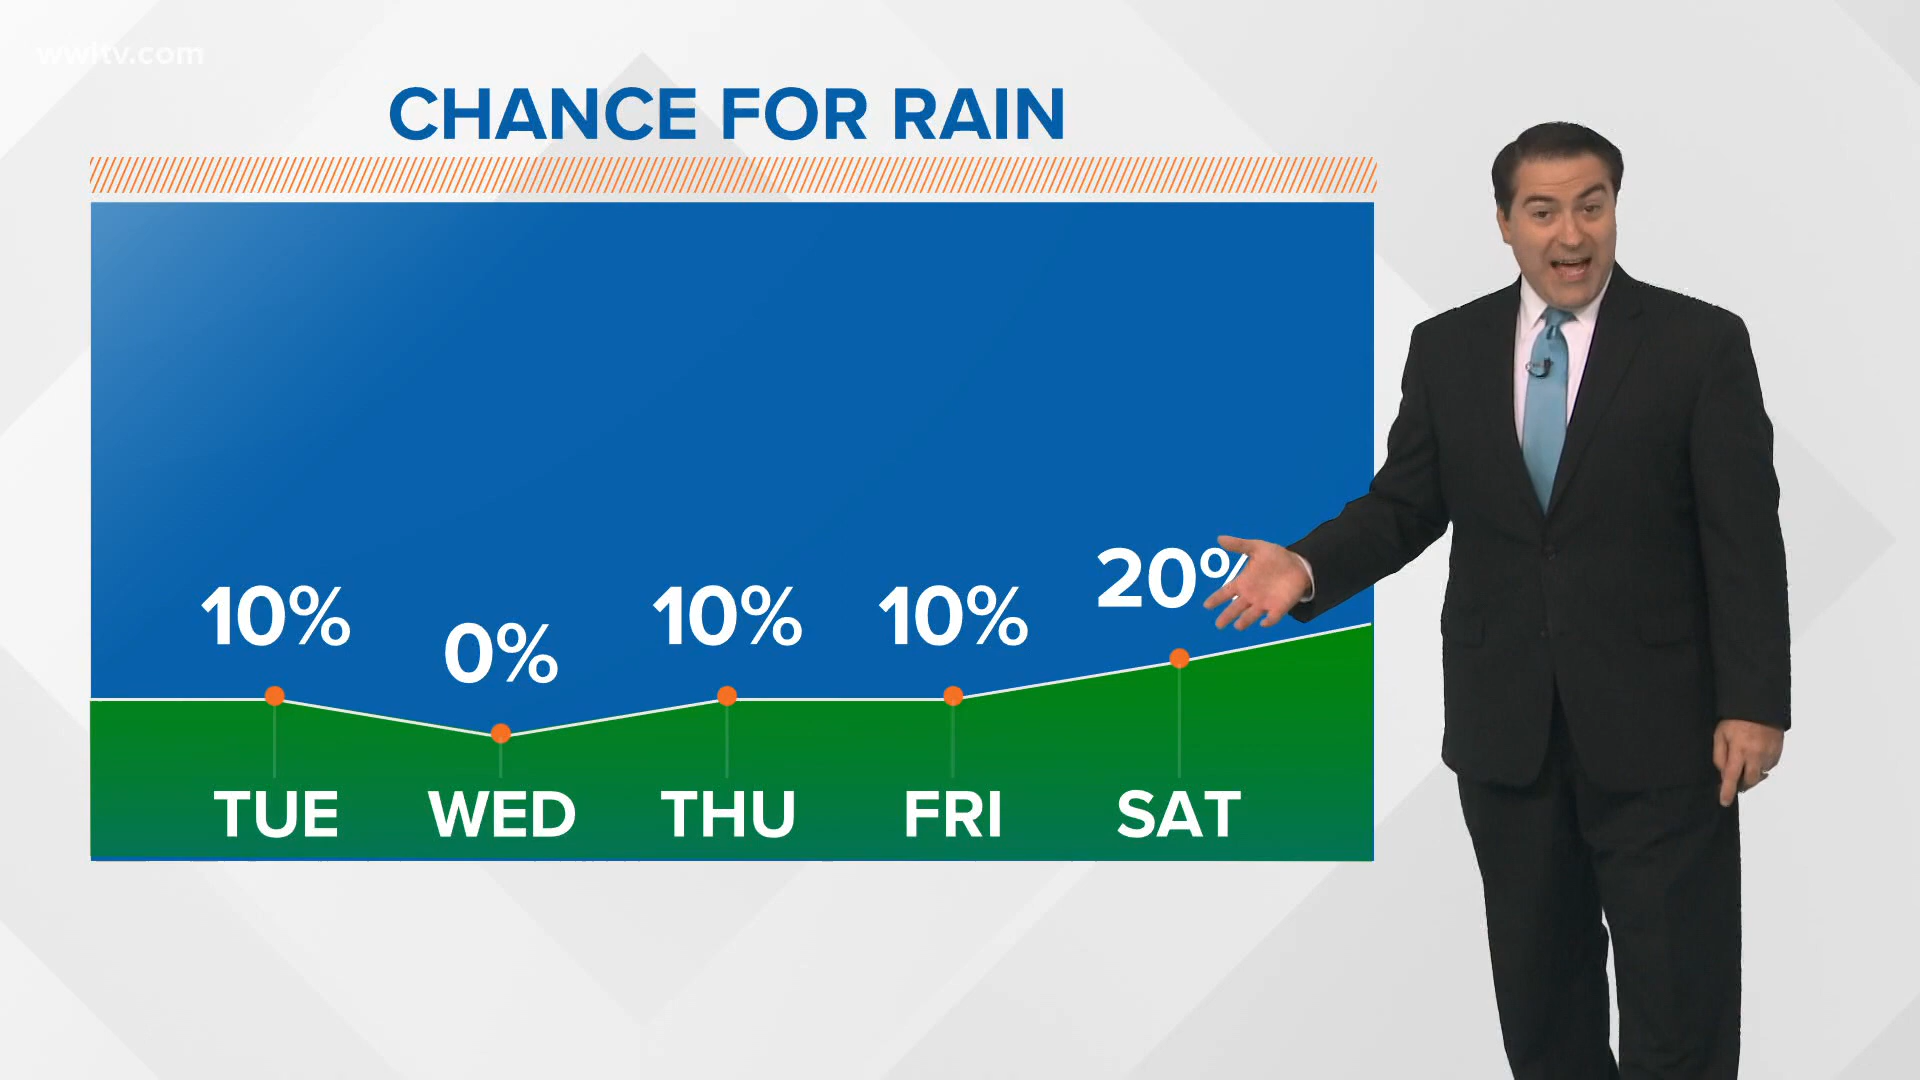 wwltv.com
CHANCE FOR RAIN
10% 0% 10% 10% 20%
TUE WED THU FRI SAT